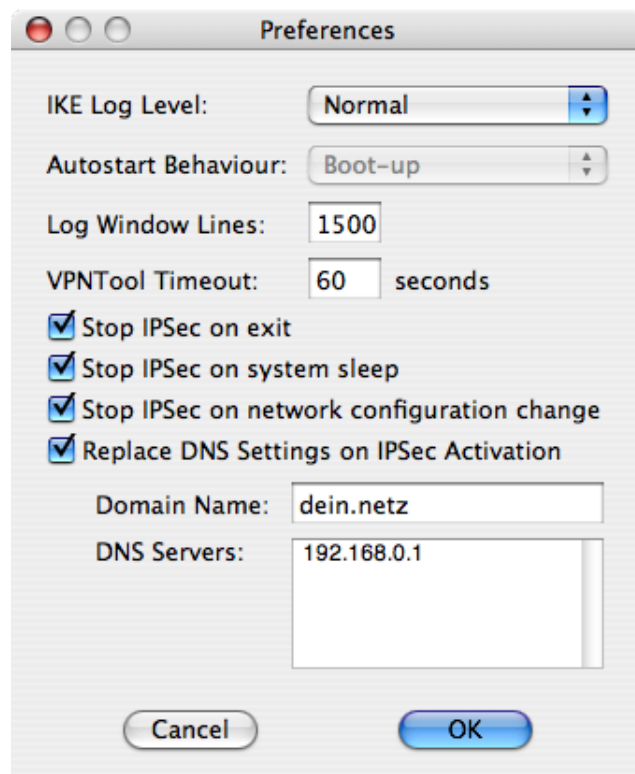 Preferences
IKE Log Level: Normal
Autostart Behaviour: Boot-up
Log Window Lines: 1500
VPNTool Timeout: 60 seconds
Stop IPSec on exit
Stop IPSec on system sleep
Stop IPSec on network configuration change
Replace DNS Settings on IPSec Activation
Domain Name: dein.netz
DNS Servers: 192.168.0.1
Cancel OK